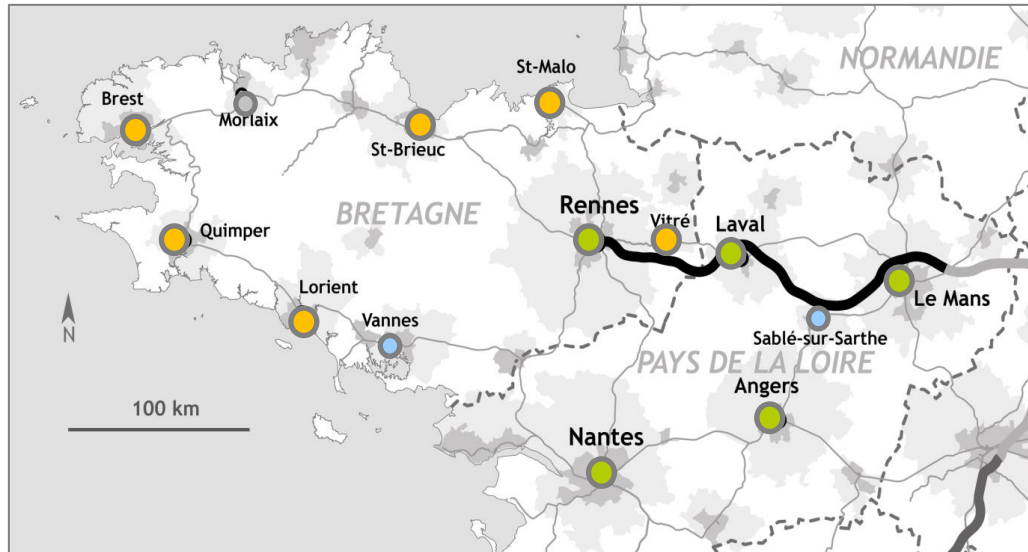 NORMANDIE
St-Malo
Brest
Morlaix
St-Brieuc
BRETAGNE
Rennes
Vitré
Laval
Quimper
Lorient
Vannes
Le Mans
Sablé-sur-Sarthe
N
PAYS DE LA LOIRE
Angers
100 km
Nantes